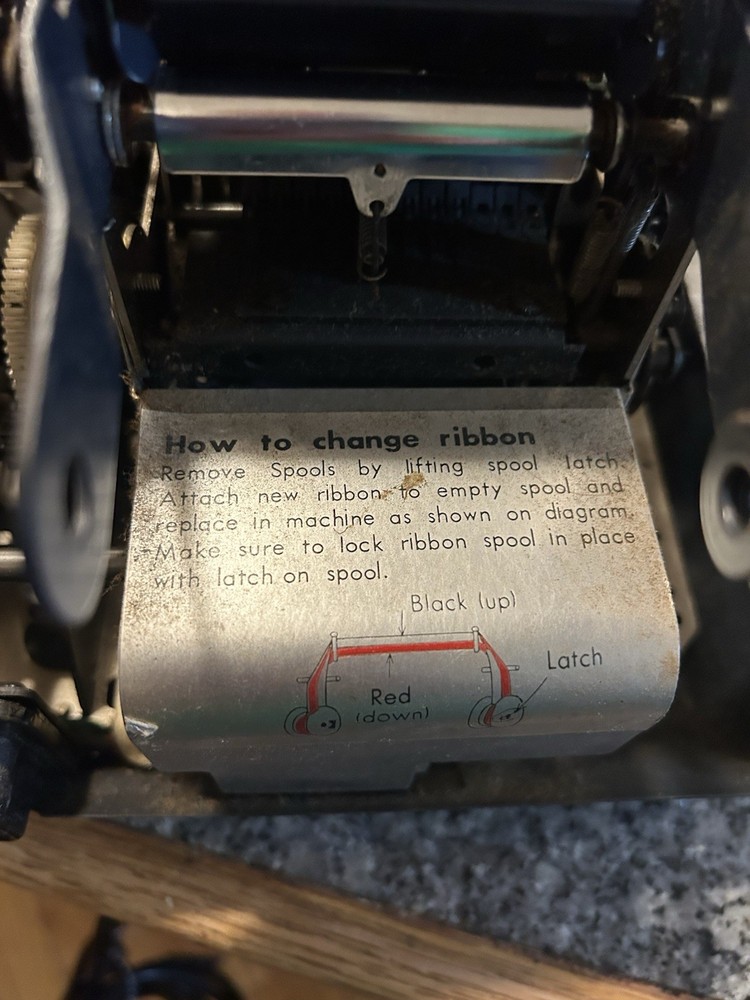 How to change ribbon
Remove Spools by lifting spool latch.
Attach new ribbon to empty spool and
replace in machine as shown on diagram.
Make sure to lock ribbon spool in place
with latch on spool.
Black (up)
Latch
Red
(down)